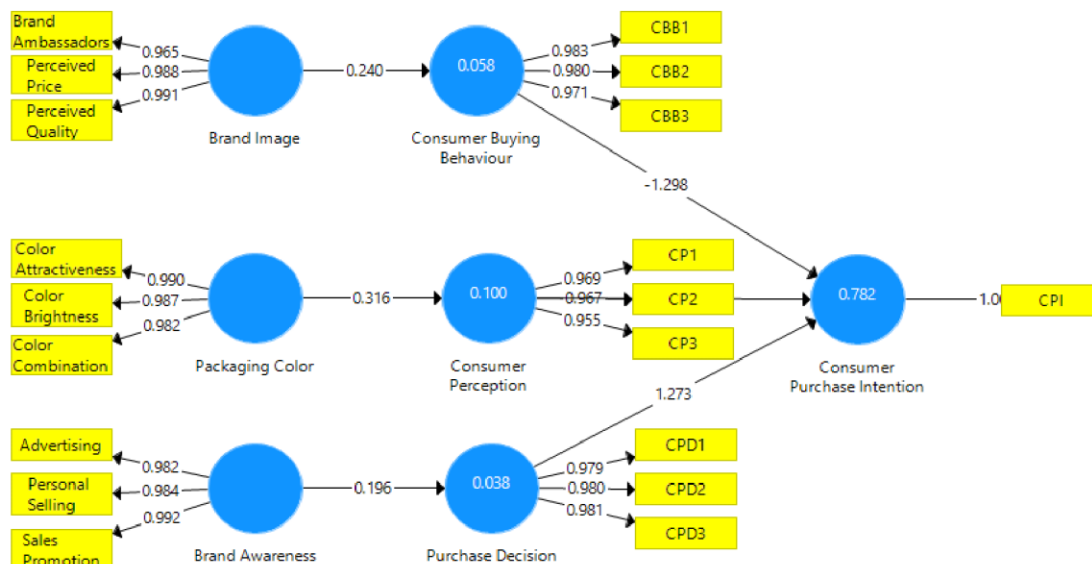 Brand
Ambassadors
Perceived
Price
Perceived
Quality
0.965
0.988
0.991
Brand Image
0.240
0.058
Consumer Buying
Behaviour
0.983
0.980
0.971
CBB1
CBB2
CBB3
-1.298
Color
Attractiveness
Color
Brightness
Color
Combination
0.990
0.987
0.982
Packaging Color
0.316
0.100
Consumer
Perception
0.969
0.967
0.955
CP1
CP2
CP3
0.782
Consumer
Purchase Intention
CPI
1.273
Advertising
Personal
Selling
Sales
Promotion
0.982
0.984
0.992
Brand Awareness
0.196
0.038
Purchase Decision
0.979
0.980
0.981
CPD1
CPD2
CPD3